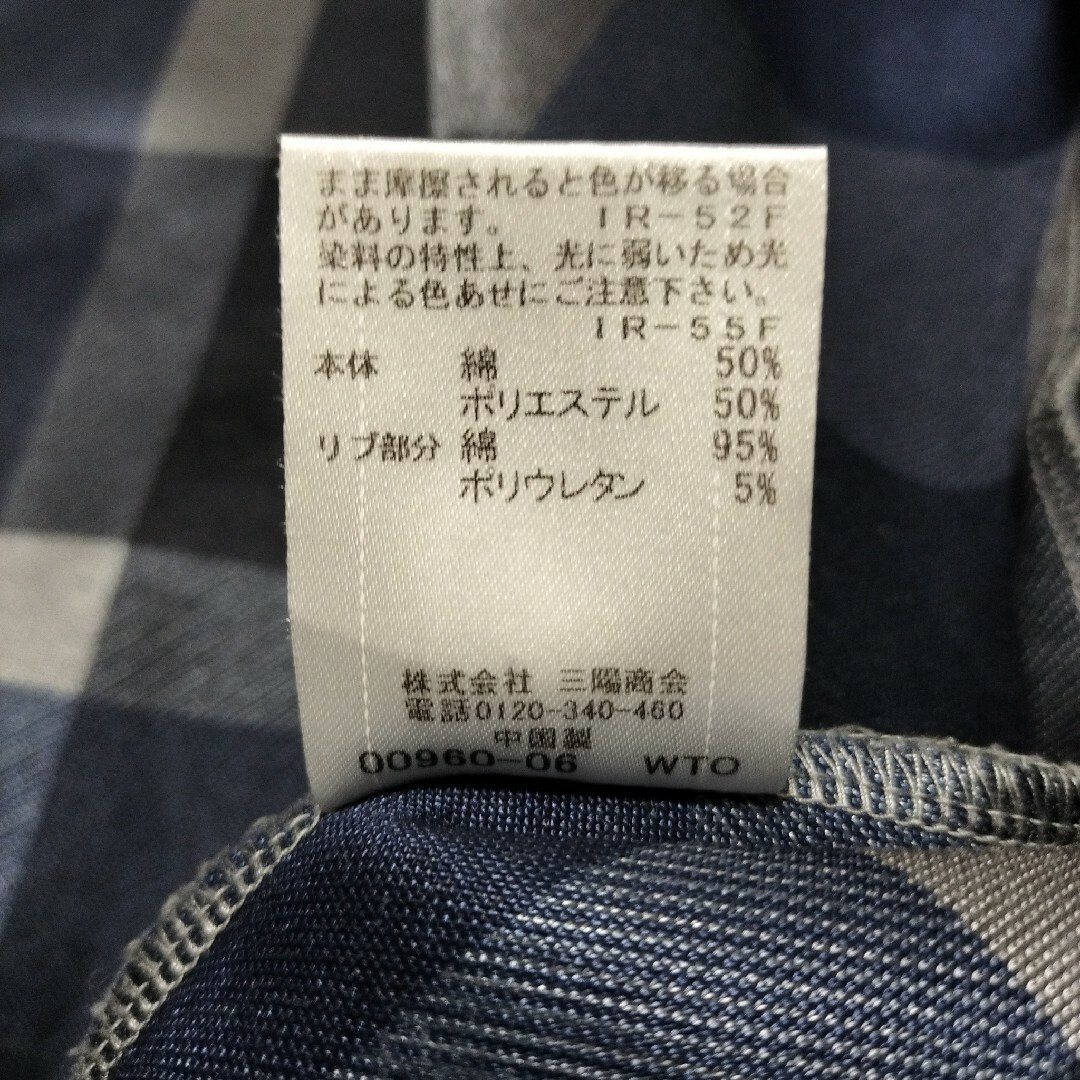 まま摩擦されると色が移る場合
があります。 IR-52F
染料の特性上、光に弱いため光
による色あせにご注意下さい。
IR-55F
本体 綿 50%
ポリエステル 50%
リブ部分 綿 95%
ポリウレタン 5%
株式会社 三陽商会
電話0120-340-460
中国製
00960-06 WTO